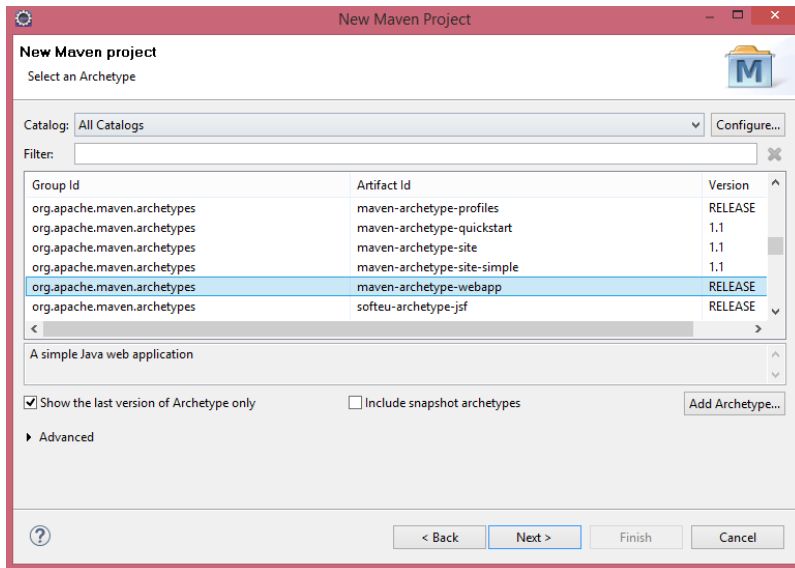 New Maven Project
New Maven project
Select an Archetype
M
Catalog: All Catalogs Configure...
Filter:
Group Id Artifact Id Version
org.apache.maven.archetypes maven-archetype-profiles RELEASE
org.apache.maven.archetypes maven-archetype-quickstart 1.1
org.apache.maven.archetypes maven-archetype-site 1.1
org.apache.maven.archetypes maven-archetype-site-simple 1.1
org.apache.maven.archetypes maven-archetype-webapp RELEASE
org.apache.maven.archetypes softeu-archetype-jsf RELEASE
A simple Java web application
Show the last version of Archetype only Include snapshot archetypes Add Archetype...
Advanced
? < Back Next > Finish Cancel